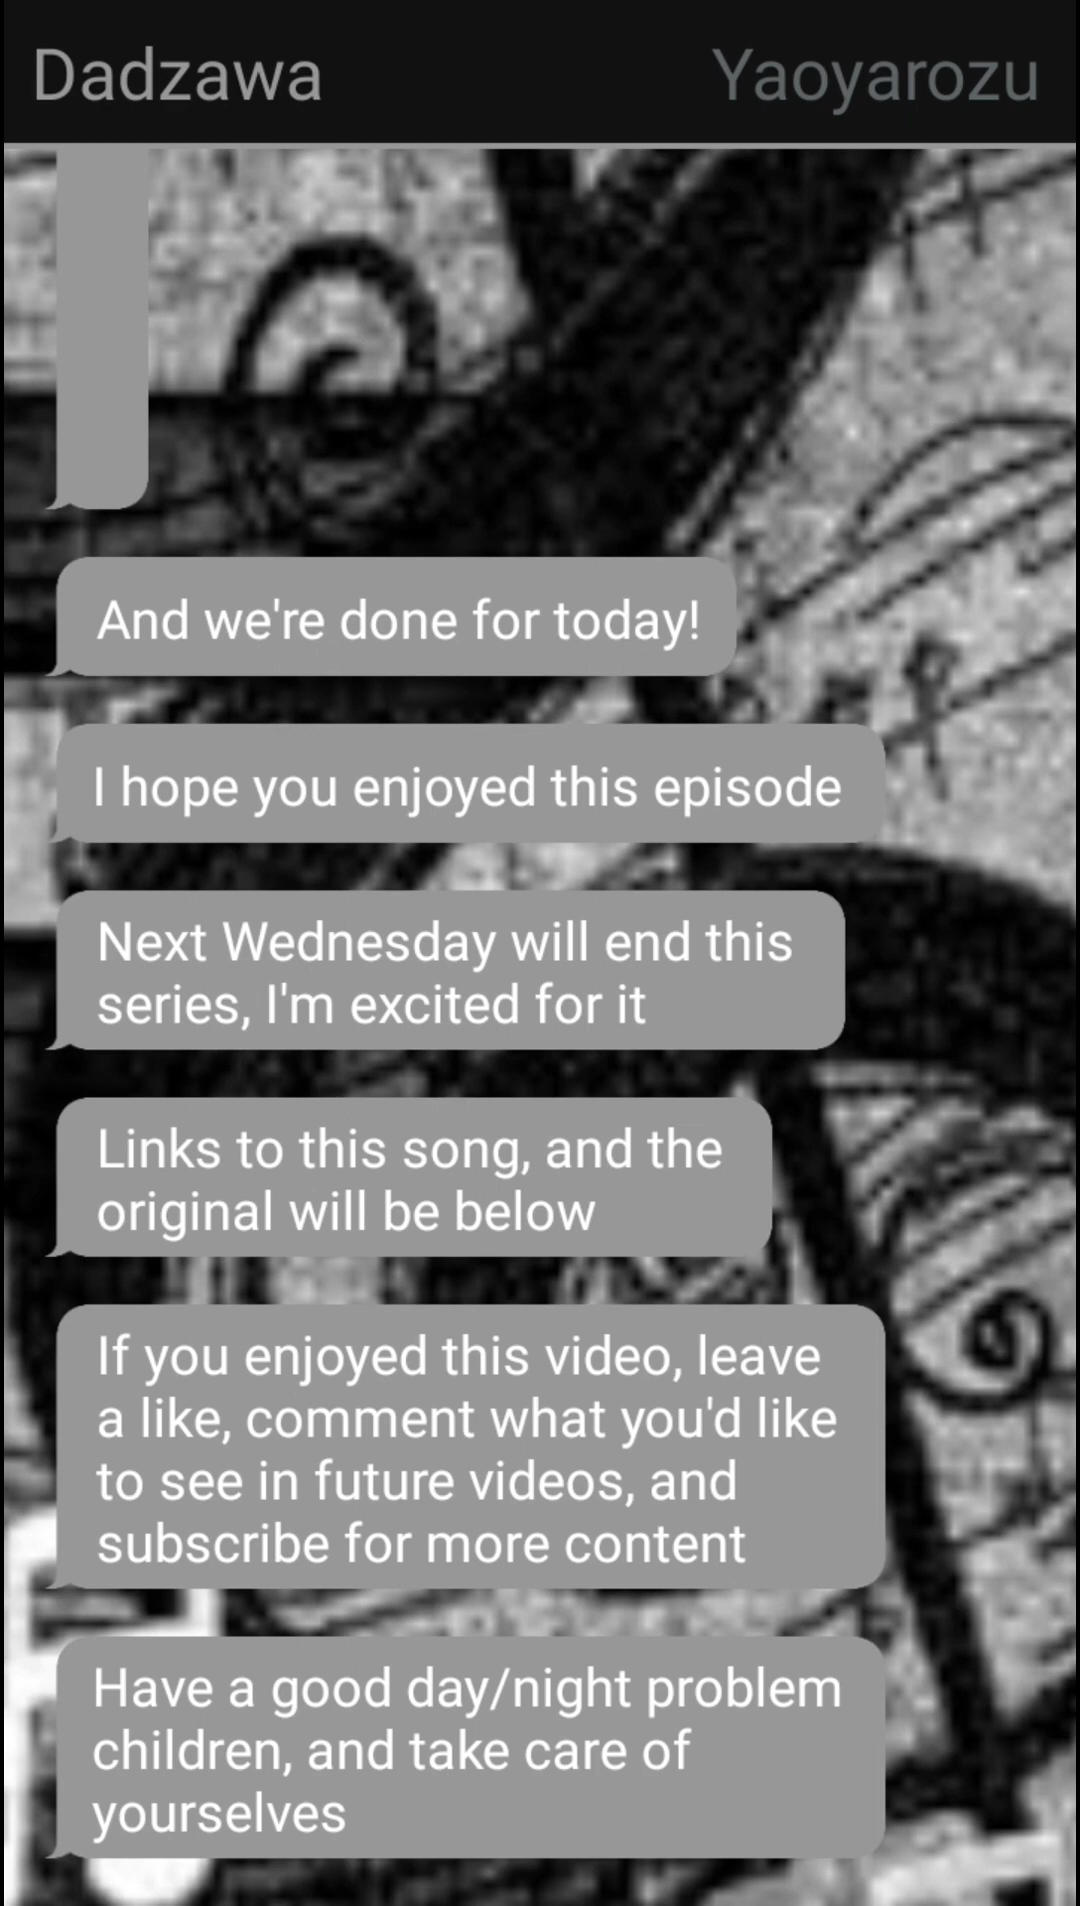 Dadzawa Yaoyarozu
And we're done for today!
I hope you enjoyed this episode
Next Wednesday will end this
series, I'm excited for it
Links to this song, and the
original will be below
If you enjoyed this video, leave
a like, comment what you'd like
to see in future videos, and
subscribe for more content
Have a good day/night problem
children, and take care of
yourselves